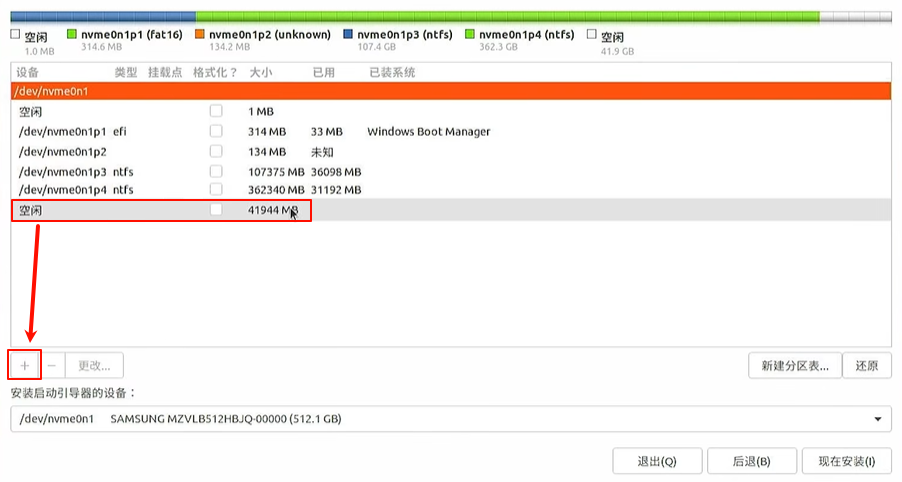 空闲 nvme0n1p1 (fat16) nvme0n1p2 (unknown) nvme0n1p3 (ntfs) nvme0n1p4 (ntfs) 空闲
1.0 MB 314.6 MB 134.2 MB 107.4 GB 362.3 GB 41.9 GB
设备 类型 挂载点 格式化？ 大小 已用 已装系统
/dev/nvme0n1
空闲 1 MB
/dev/nvme0n1p1 efi 314 MB 33 MB Windows Boot Manager
/dev/nvme0n1p2 134 MB 未知
/dev/nvme0n1p3 ntfs 107375 MB 36098 MB
/dev/nvme0n1p4 ntfs 362340 MB 31192 MB
空闲 41944 MB
+ − 更改... 新建分区表... 还原
安装启动引导器的设备：
/dev/nvme0n1 SAMSUNG MZVLB512HBJQ-00000 (512.1 GB)
退出(Q) 后退(B) 现在安装(I)